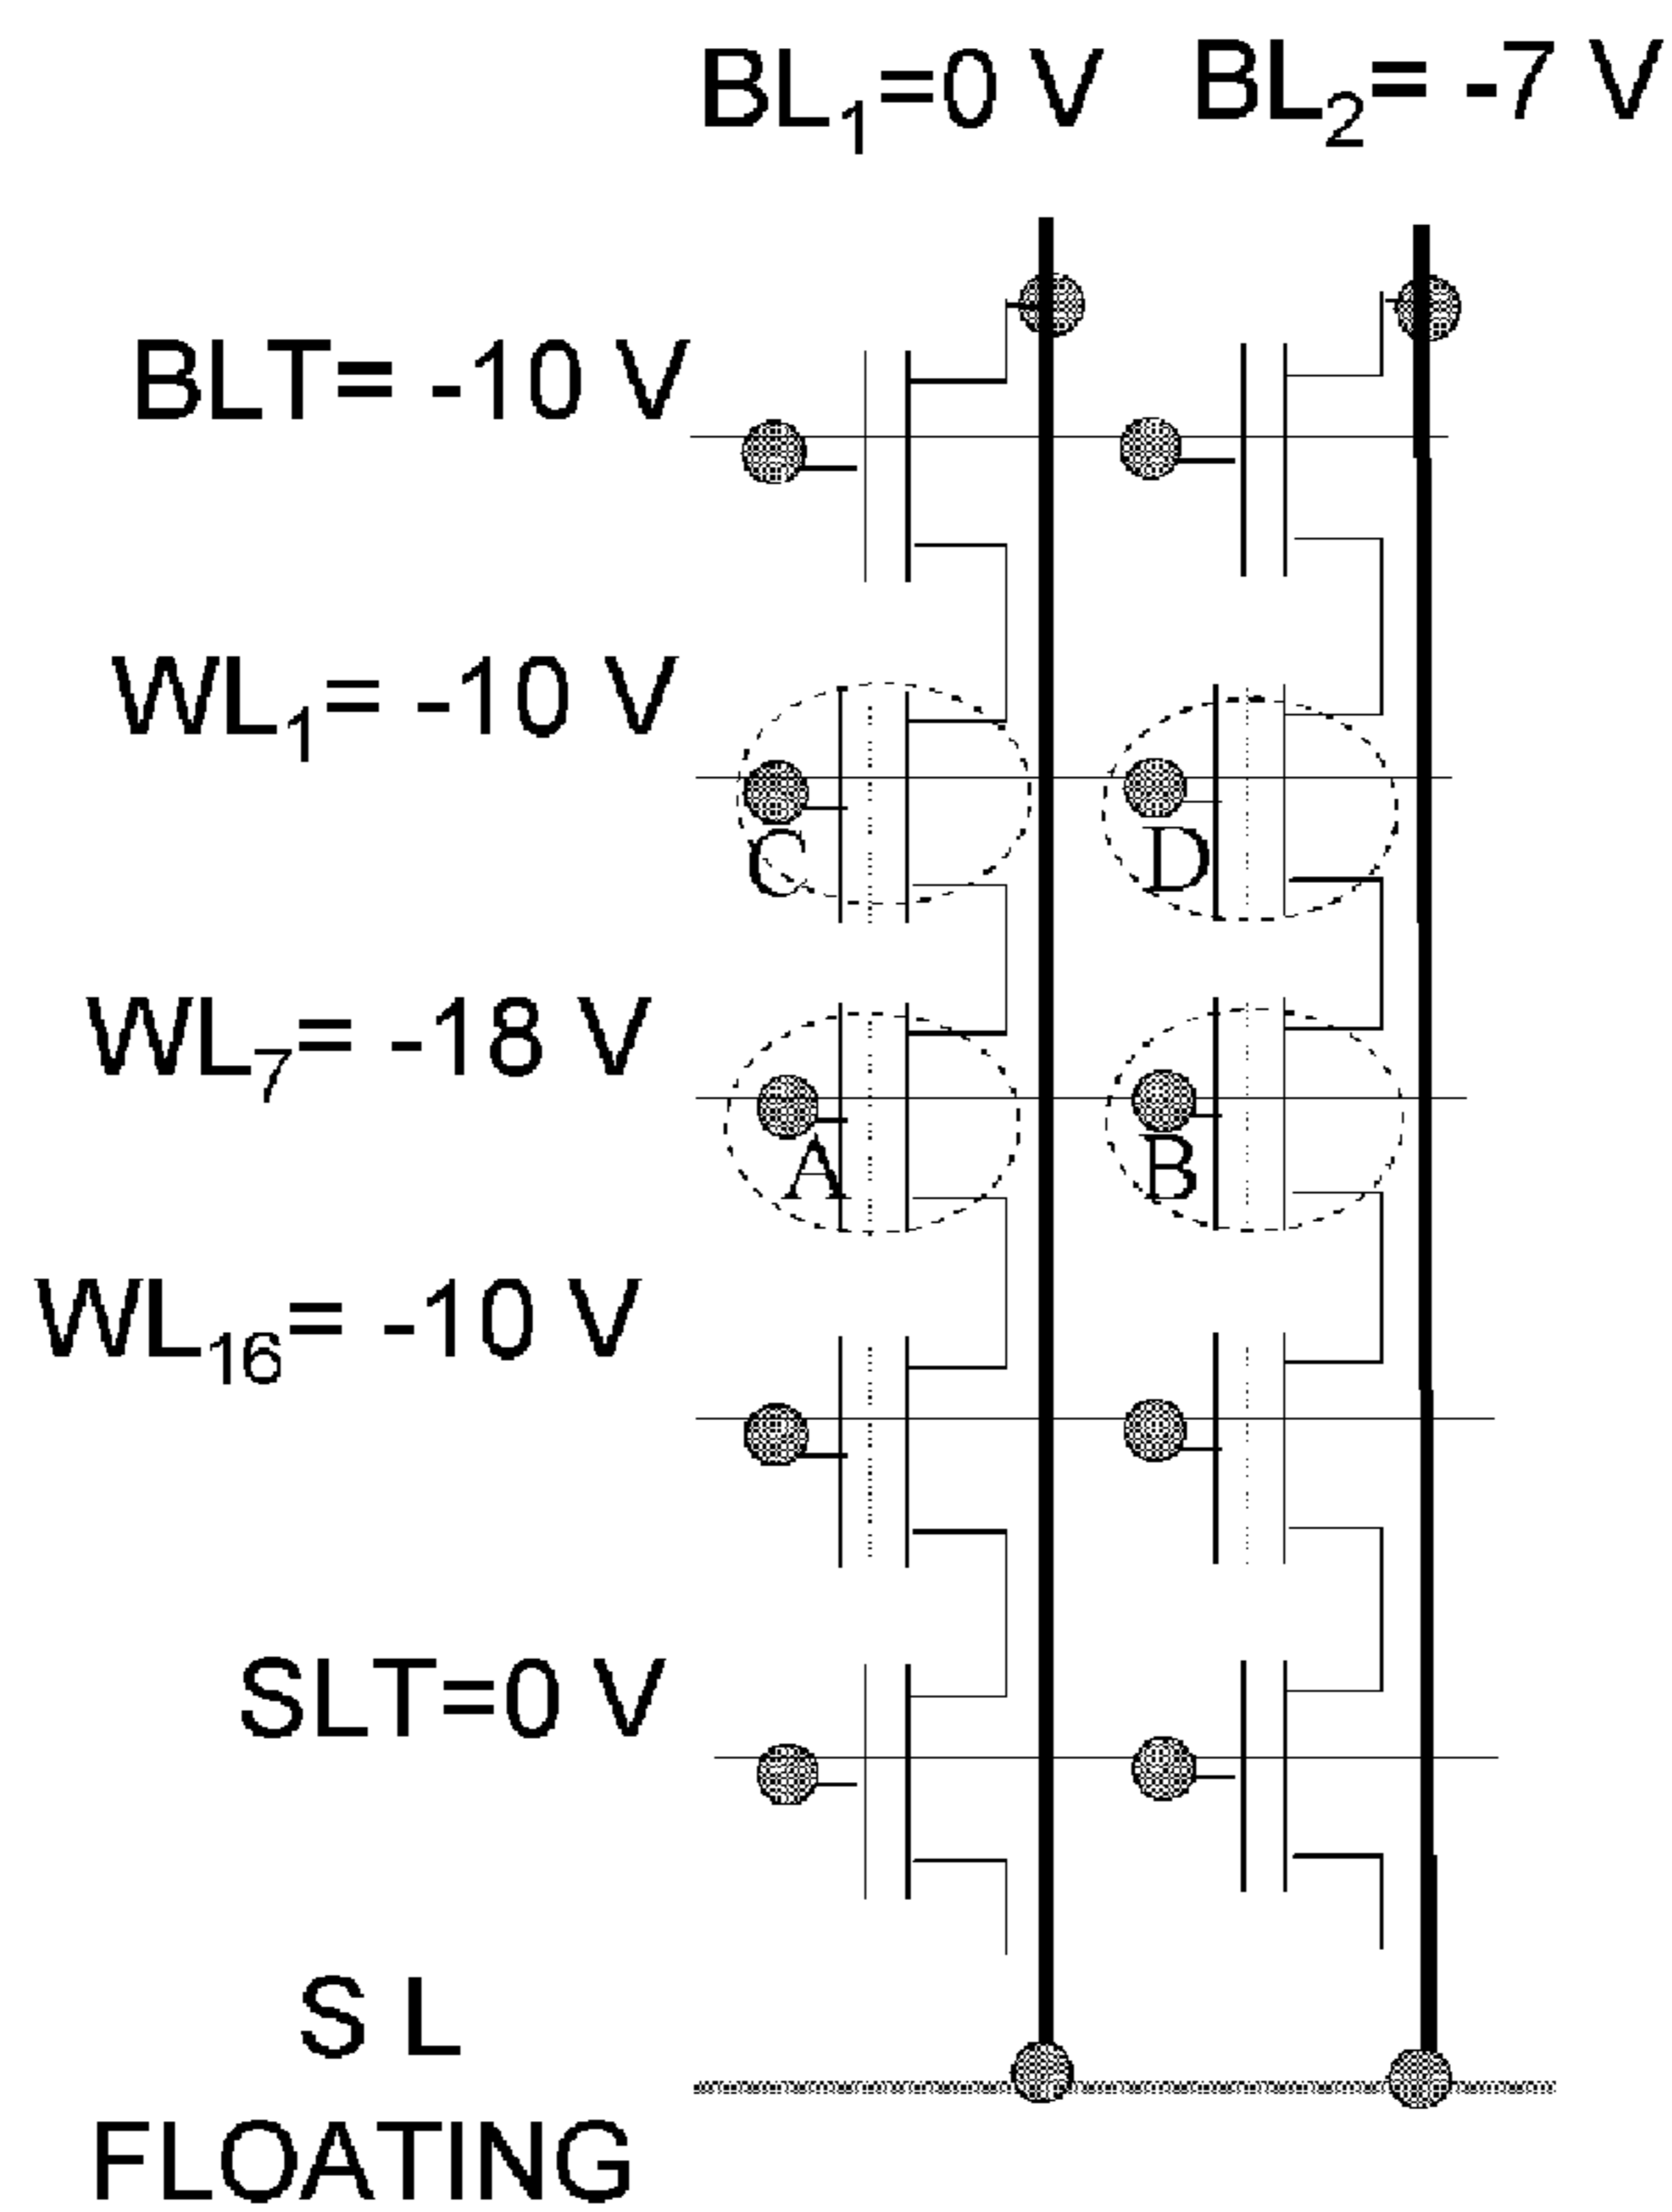 BL₁=0 V BL₂= -7 V
BLT= -10 V
WL₁= -10 V
C D
WL₇= -18 V
A B
WL₁₆= -10 V
SLT=0 V
S L
FLOATING